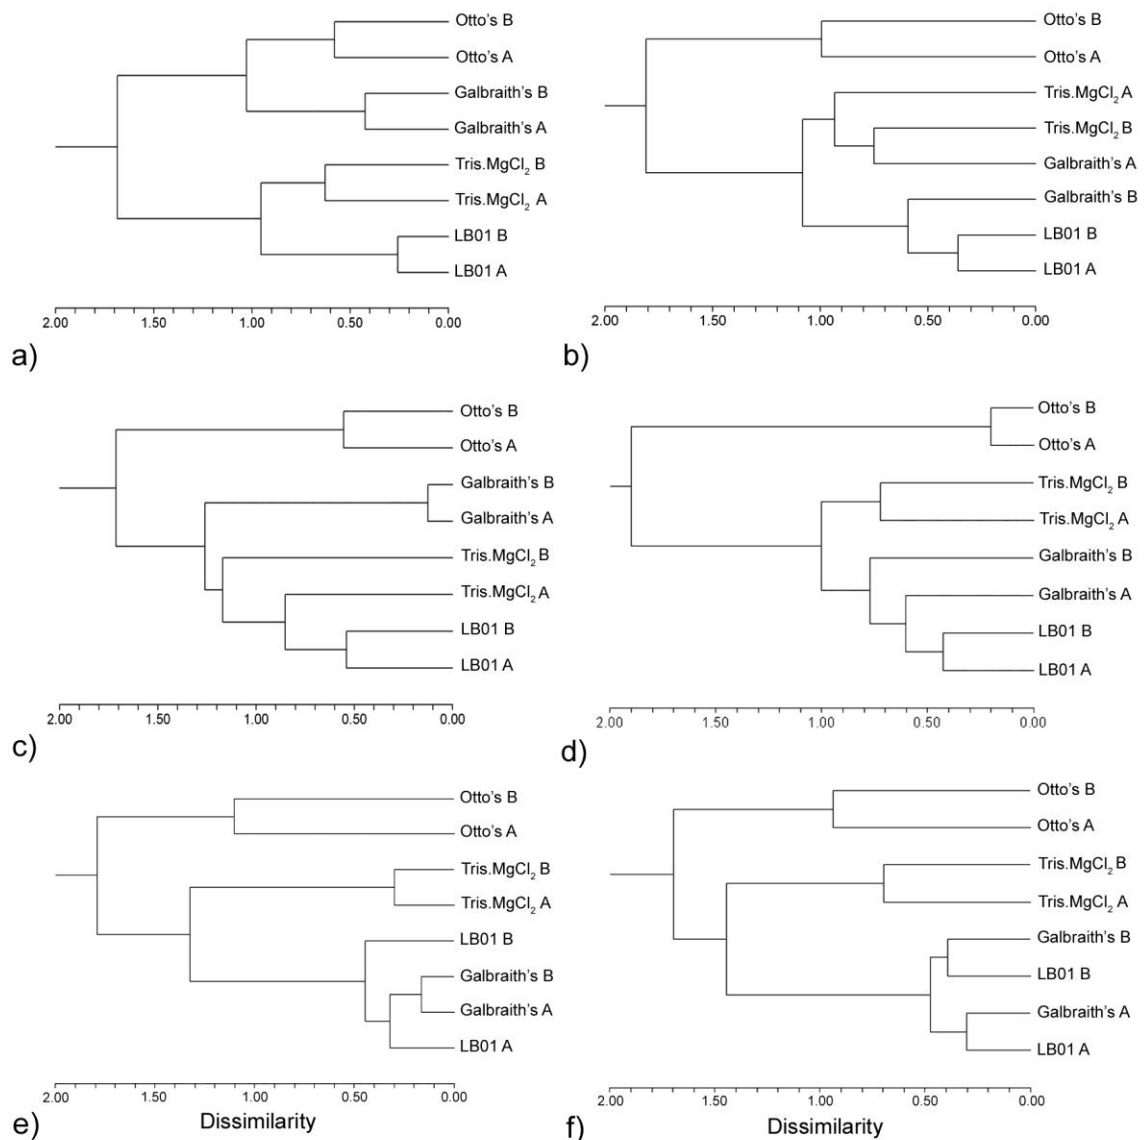 Otto's B
Otto's A
Galbraith's B
Galbraith's A
Tris.MgCl₂ B
Tris.MgCl₂ A
LB01 B
LB01 A
2.00 1.50 1.00 0.50 0.00
a)
Otto's B
Otto's A
Tris.MgCl₂ A
Tris.MgCl₂ B
Galbraith's A
Galbraith's B
LB01 B
LB01 A
2.00 1.50 1.00 0.50 0.00
b)
Otto's B
Otto's A
Galbraith's B
Galbraith's A
Tris.MgCl₂ B
Tris.MgCl₂ A
LB01 B
LB01 A
2.00 1.50 1.00 0.50 0.00
c)
Otto's B
Otto's A
Tris.MgCl₂ B
Tris.MgCl₂ A
Galbraith's B
Galbraith's A
LB01 B
LB01 A
2.00 1.50 1.00 0.50 0.00
d)
Otto's B
Otto's A
Tris.MgCl₂ B
Tris.MgCl₂ A
LB01 B
Galbraith's B
Galbraith's A
LB01 A
2.00 1.50 1.00 0.50 0.00
Dissimilarity
e)
Otto's B
Otto's A
Tris.MgCl₂ B
Tris.MgCl₂ A
Galbraith's B
LB01 B
Galbraith's A
LB01 A
2.00 1.50 1.00 0.50 0.00
Dissimilarity
f)